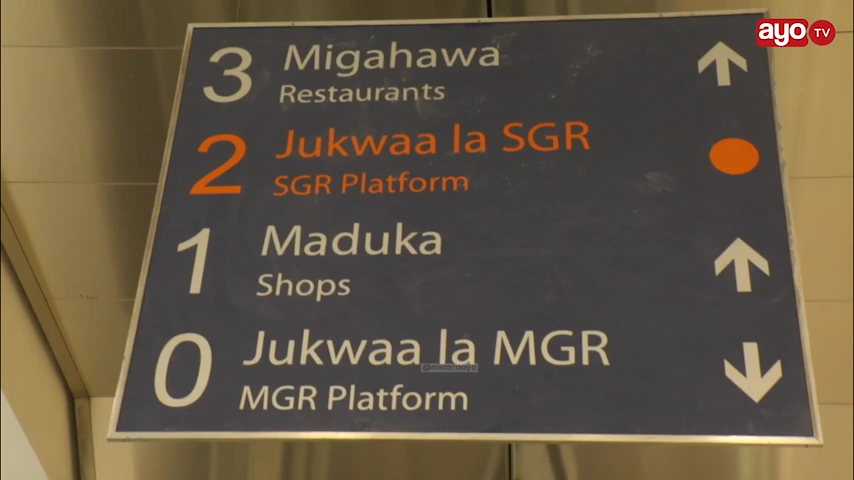 ayo TV
3 Migahawa
Restaurants
2 Jukwaa la SGR
SGR Platform
1 Maduka
Shops
0 Jukwaa la MGR
MGR Platform